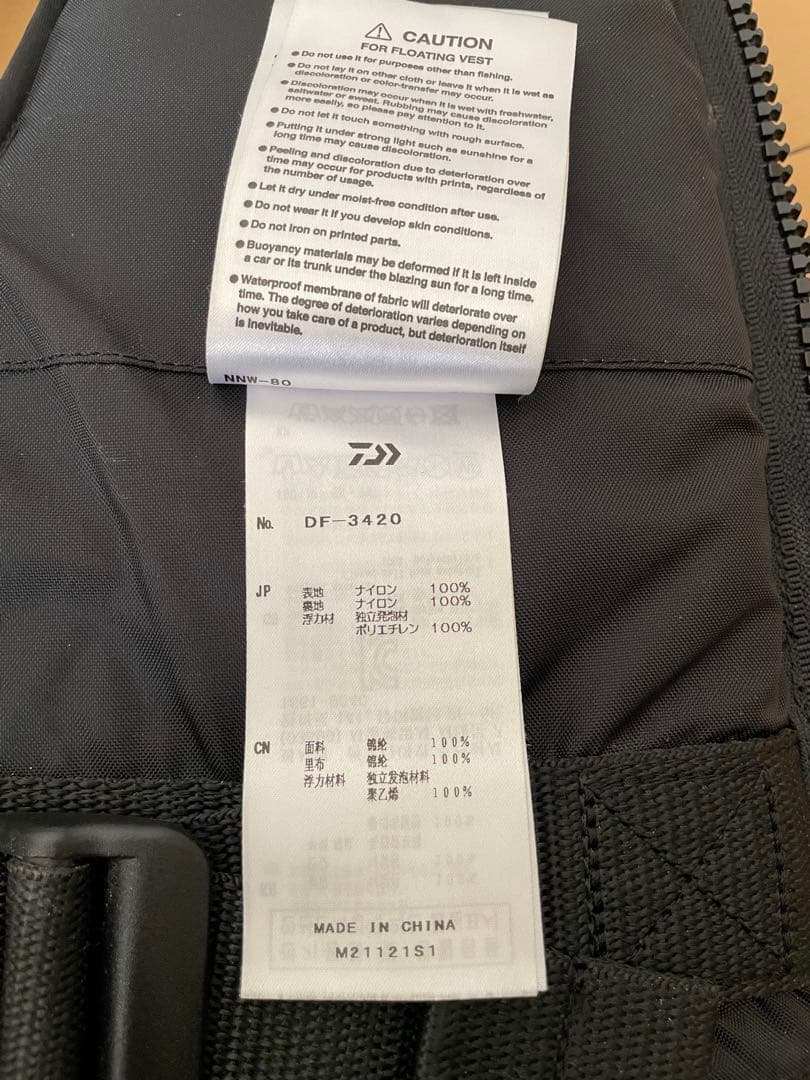 CAUTION
FOR FLOATING VEST
● Do not use it for purposes other than fishing.
● Do not lay it on other cloth or leave it when it is wet as
discoloration or color-transfer may occur.
● Discoloration may occur when it is wet with freshwater,
saltwater or sweat. Rubbing may cause discoloration
more easily, so please pay attention to it.
● Do not let it touch something with rough surface.
● Putting it under strong light such as sunshine for a
long time may cause discoloration.
● Peeling and discoloration due to deterioration over
time may occur for products with prints, regardless of
the number of usage.
● Let it dry under moist-free condition after use.
● Do not wear it if you develop skin conditions.
● Do not iron on printed parts.
● Buoyancy materials may be deformed if it is left inside
a car or its trunk under the blazing sun for a long time.
● Waterproof membrane of fabric will deteriorate over
time. The degree of deterioration varies depending on
how you take care of a product, but deterioration itself
is inevitable.
NNW-80
No. DF-3420
JP 表地 ナイロン 100%
裏地 ナイロン 100%
浮力材 独立発泡材
ポリエチレン 100%
CN 面料 锦纶 100%
里布 锦纶 100%
浮力材料 独立发泡材料
聚乙烯 100%
MADE IN CHINA
M21121S1